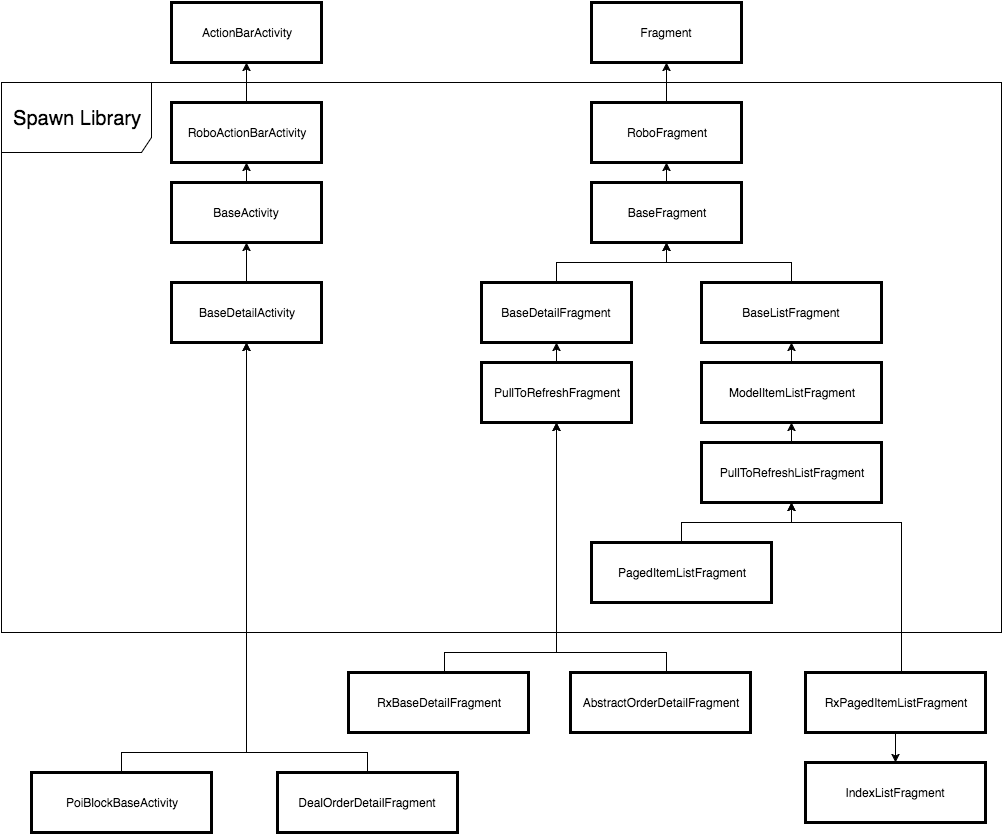 ActionBarActivity
Fragment
Spawn Library
RoboActionBarActivity
RoboFragment
BaseActivity
BaseFragment
BaseDetailActivity
BaseDetailFragment
BaseListFragment
PullToRefreshFragment
ModelItemListFragment
PullToRefreshListFragment
PagedItemListFragment
RxBaseDetailFragment
AbstractOrderDetailFragment
RxPagedItemListFragment
PoiBlockBaseActivity
DealOrderDetailFragment
IndexListFragment